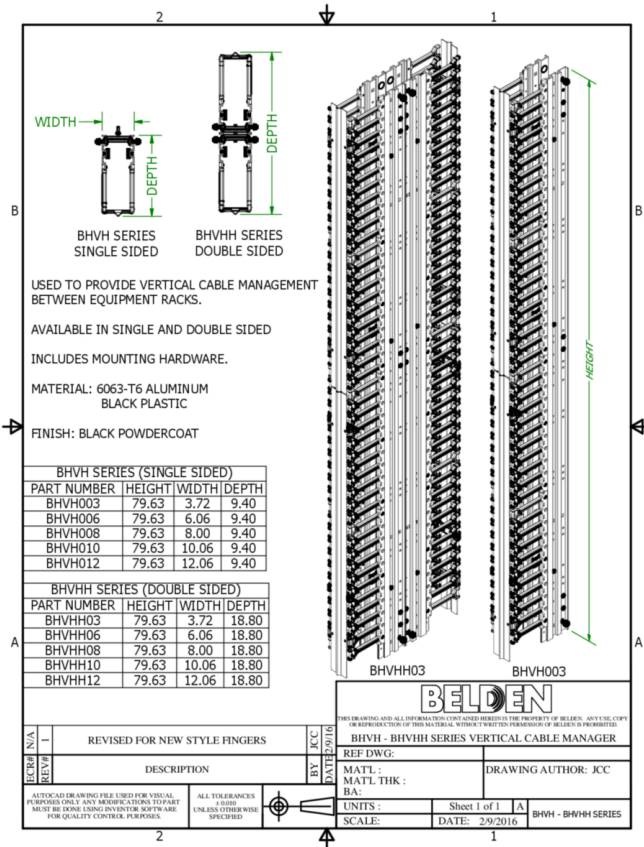 2
1
WIDTH
DEPTH
DEPTH
B
B
BHVH SERIES
SINGLE SIDED
BHVHH SERIES
DOUBLE SIDED
USED TO PROVIDE VERTICAL CABLE MANAGEMENT
BETWEEN EQUIPMENT RACKS.
AVAILABLE IN SINGLE AND DOUBLE SIDED
INCLUDES MOUNTING HARDWARE.
MATERIAL: 6063-T6 ALUMINUM
BLACK PLASTIC
FINISH: BLACK POWDERCOAT
HEIGHT
BHVH SERIES (SINGLE SIDED)
PART NUMBER HEIGHT WIDTH DEPTH
BHVH003 79.63 3.72 9.40
BHVH006 79.63 6.06 9.40
BHVH008 79.63 8.00 9.40
BHVH010 79.63 10.06 9.40
BHVH012 79.63 12.06 9.40
BHVHH SERIES (DOUBLE SIDED)
PART NUMBER HEIGHT WIDTH DEPTH
BHVHH03 79.63 3.72 18.80
BHVHH06 79.63 6.06 18.80
BHVHH08 79.63 8.00 18.80
BHVHH10 79.63 10.06 18.80
BHVHH12 79.63 12.06 18.80
A
A
BHVHH03
BHVH003
BELDEN
THIS DRAWING AND ALL INFORMATION CONTAINED HEREIN IS THE PROPERTY OF BELDEN. ANY USE, COPY
OR REPRODUCTION OF THIS MATERIAL WITHOUT WRITTEN PERMISSION OF BELDEN IS PROHIBITED.
BHVH - BHVHH SERIES VERTICAL CABLE MANAGER
REF DWG:
MAT'L :
MAT'L THK :
BA:
DRAWING AUTHOR: JCC
UNITS :
Sheet 1 of 1
A
SCALE:
DATE: 2/9/2016
BHVH - BHVHH SERIES
N/A
1
REVISED FOR NEW STYLE FINGERS
JCC
2/9/16
ECR#
REV#
DESCRIPTION
BY
DATE
AUTOCAD DRAWING FILE USED FOR VISUAL
PURPOSES ONLY ANY MODIFICATIONS TO PART
MUST BE DONE USING INVENTOR SOFTWARE
FOR QUALITY CONTROL PURPOSES.
ALL TOLERANCES
± 0.010
UNLESS OTHERWISE
SPECIFIED
2
1